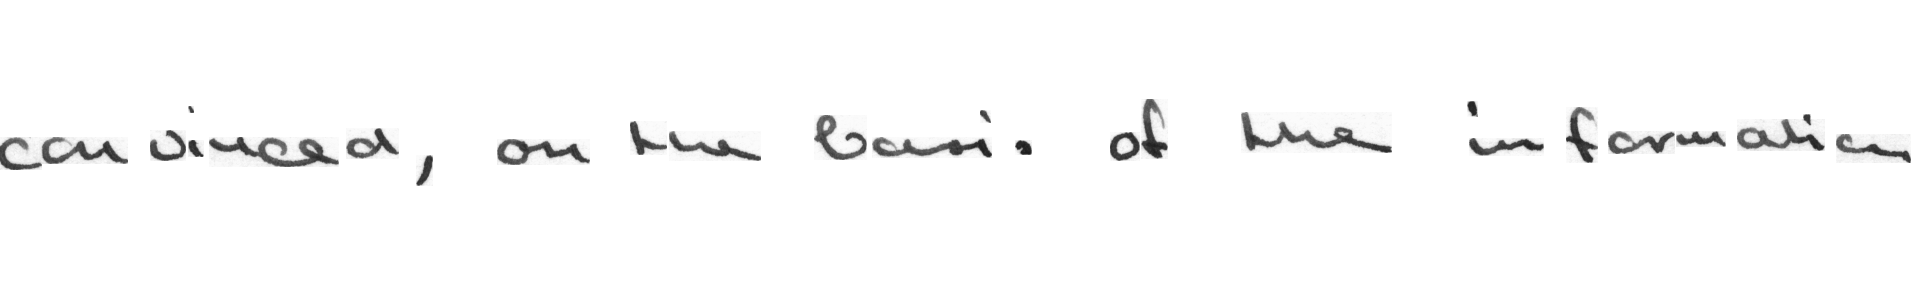 convinced, on the basis of the information